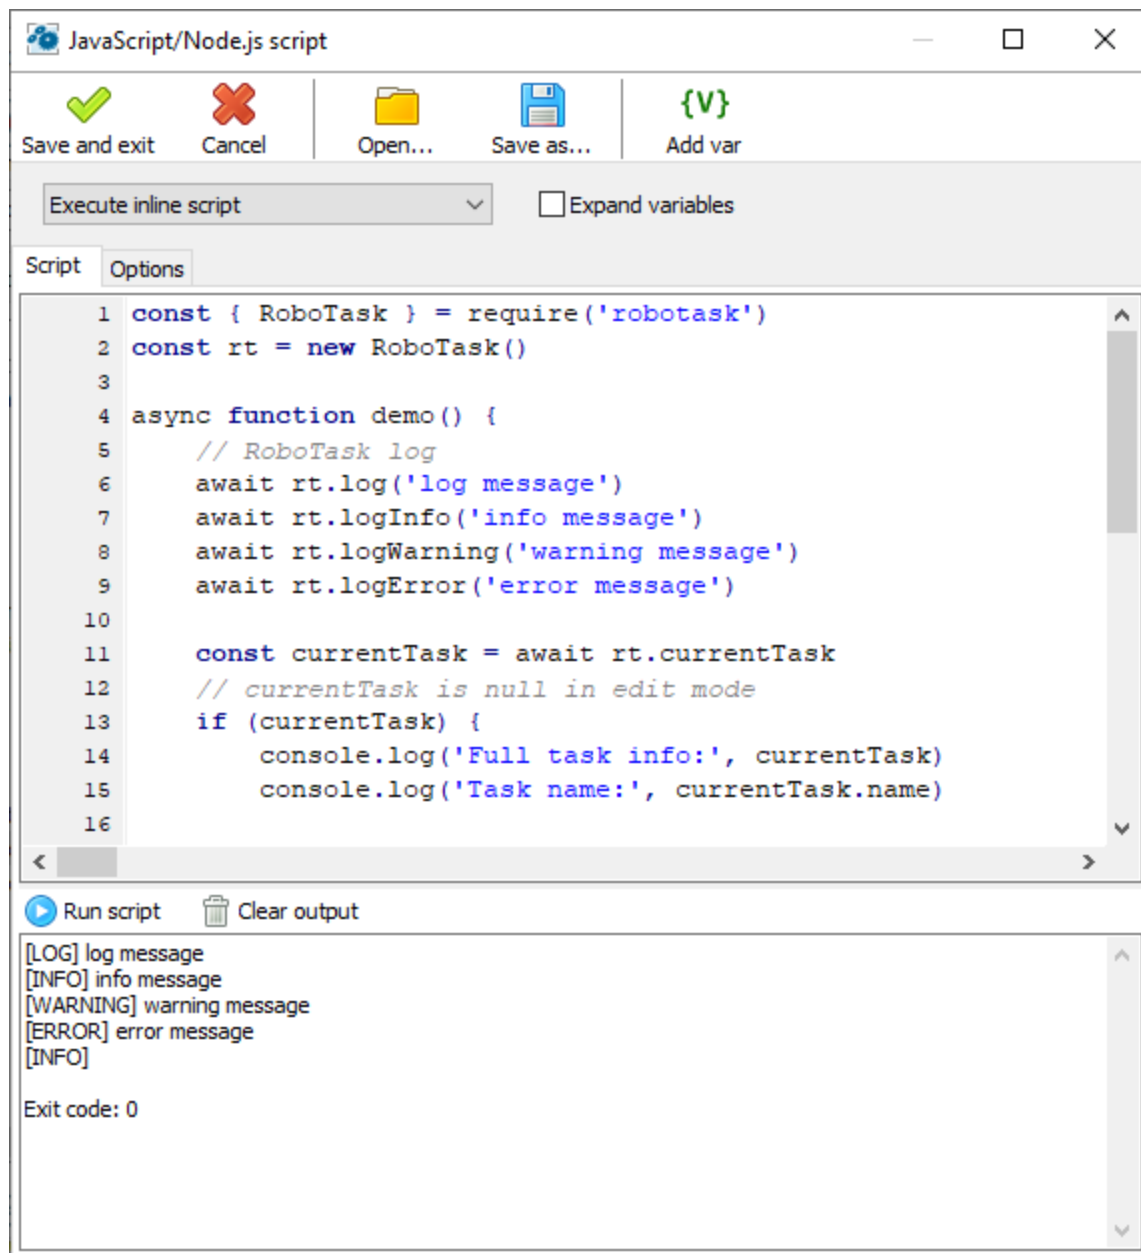 JavaScript/Node.js script
Save and exit Cancel Open... Save as... {V} Add var
Execute inline script Expand variables
Script Options
1 const { RoboTask } = require('robotask')
2 const rt = new RoboTask()
3
4 async function demo() {
5     // RoboTask log
6     await rt.log('log message')
7     await rt.logInfo('info message')
8     await rt.logWarning('warning message')
9     await rt.logError('error message')
10
11     const currentTask = await rt.currentTask
12     // currentTask is null in edit mode
13     if (currentTask) {
14         console.log('Full task info:', currentTask)
15         console.log('Task name:', currentTask.name)
16
Run script Clear output
[LOG] log message
[INFO] info message
[WARNING] warning message
[ERROR] error message
[INFO]
Exit code: 0